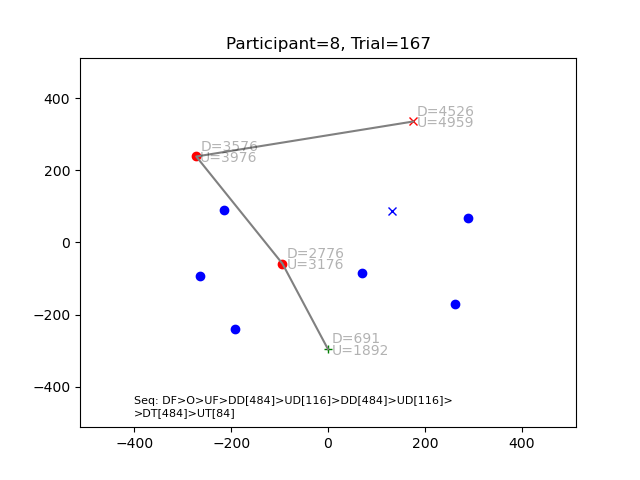 Participant=8, Trial=167
D=4526
U=4959
D=3576
U=3976
D=2776
U=3176
D=691
U=1892
Seq: DF>O>UF>DD[484]>UD[116]>DD[484]>UD[116]>
>DT[484]>UT[84]
400
200
0
−200
−400
−400 −200 0 200 400